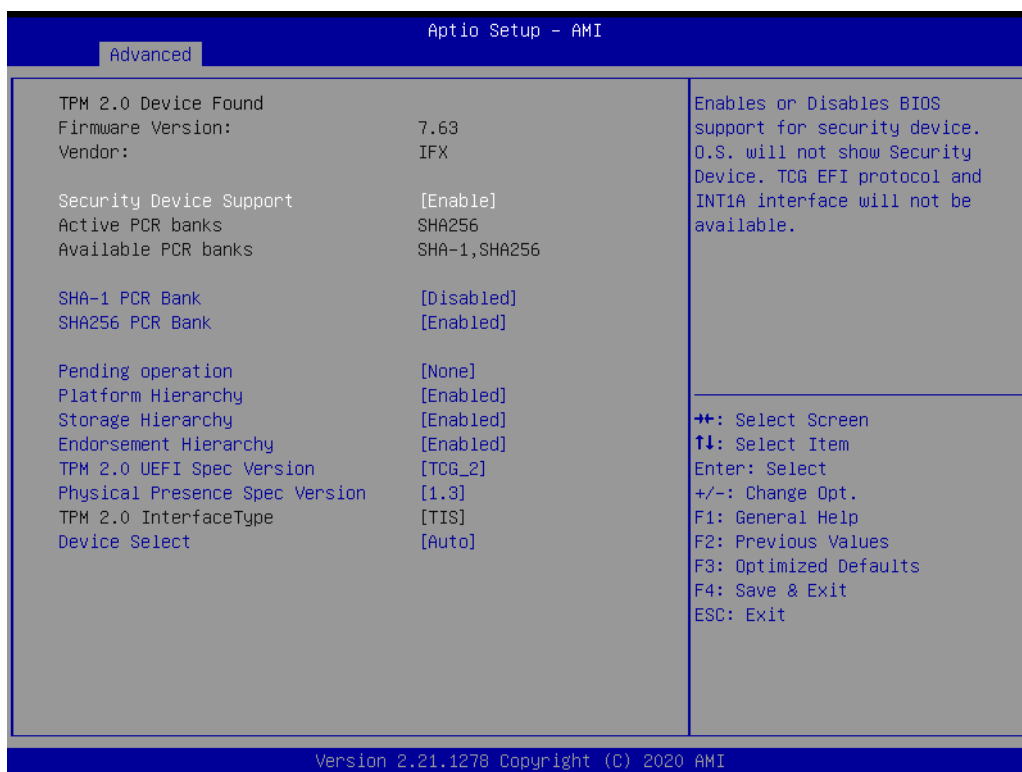 Aptio Setup - AMI
Advanced
TPM 2.0 Device Found
Firmware Version: 7.63
Vendor: IFX
Security Device Support [Enable]
Active PCR banks SHA256
Available PCR banks SHA-1,SHA256
SHA-1 PCR Bank [Disabled]
SHA256 PCR Bank [Enabled]
Pending operation [None]
Platform Hierarchy [Enabled]
Storage Hierarchy [Enabled]
Endorsement Hierarchy [Enabled]
TPM 2.0 UEFI Spec Version [TCG_2]
Physical Presence Spec Version [1.3]
TPM 2.0 InterfaceType [TIS]
Device Select [Auto]
Enables or Disables BIOS
support for security device.
O.S. will not show Security
Device. TCG EFI protocol and
INT1A interface will not be
available.
→←: Select Screen
↑↓: Select Item
Enter: Select
+/-: Change Opt.
F1: General Help
F2: Previous Values
F3: Optimized Defaults
F4: Save & Exit
ESC: Exit
Version 2.21.1278 Copyright (C) 2020 AMI